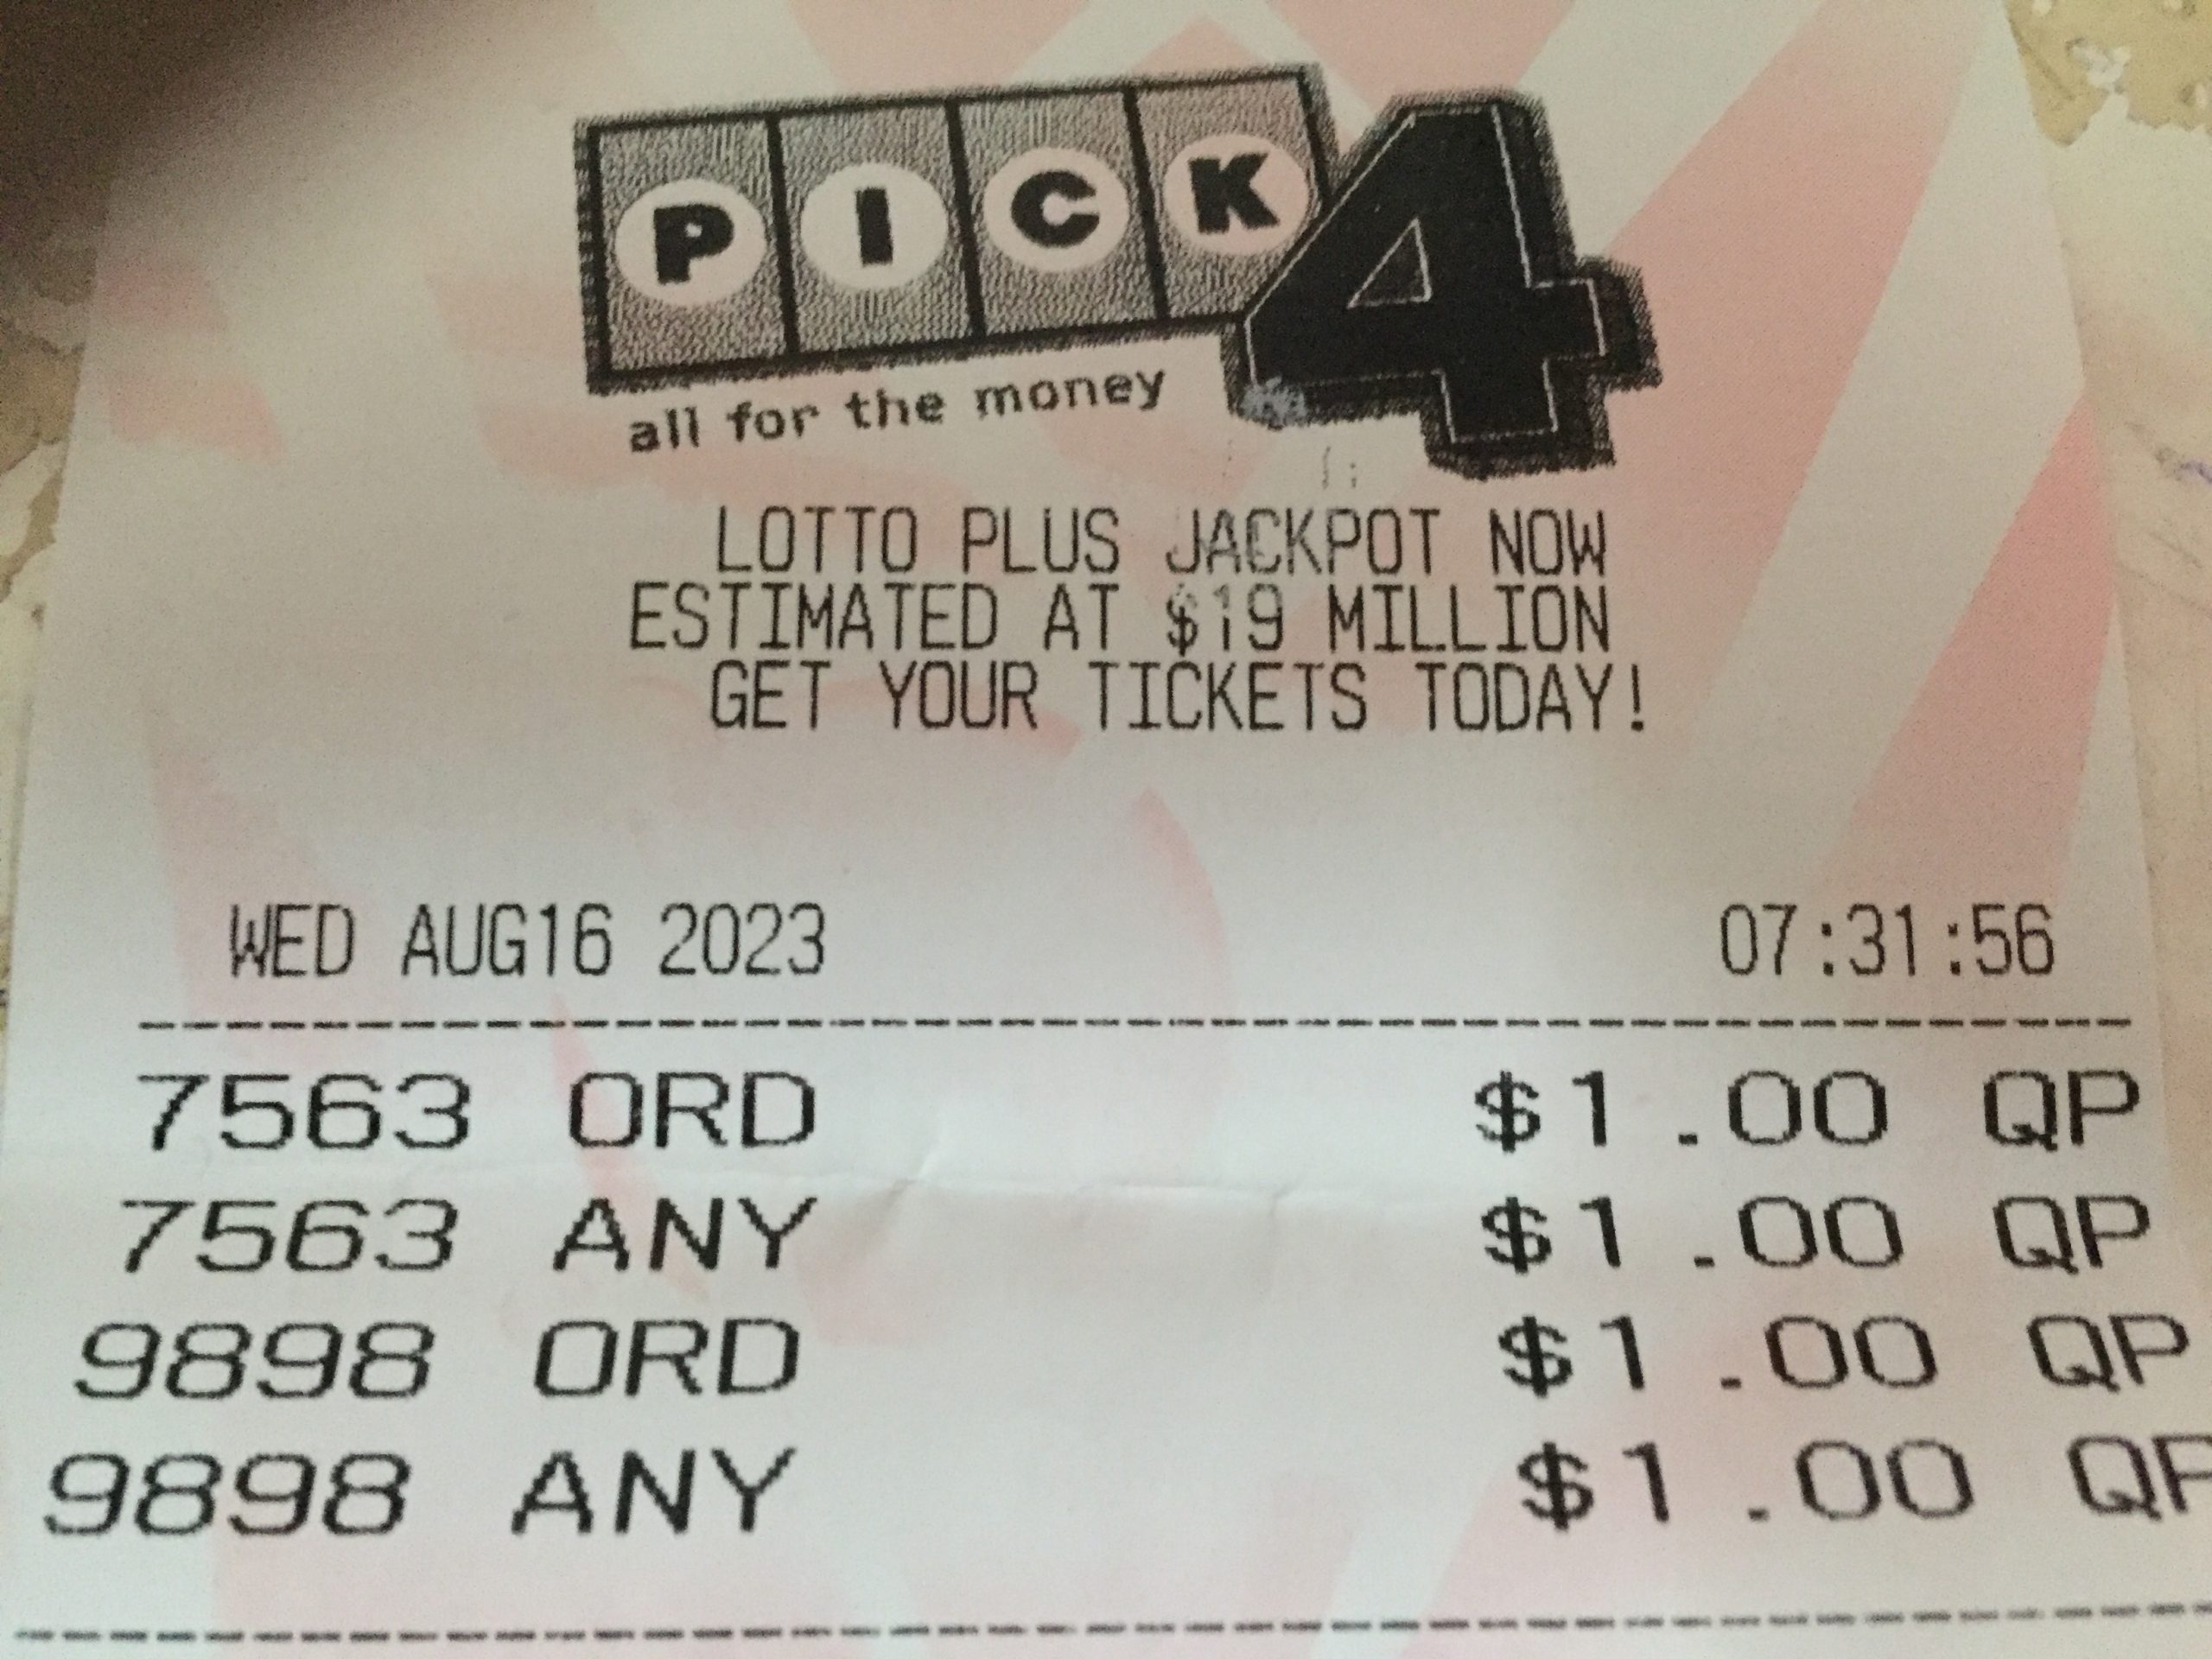 PICK 4
all for the money
LOTTO PLUS JACKPOT NOW
ESTIMATED AT $19 MILLION
GET YOUR TICKETS TODAY!
WED AUG16 2023 07:31:56
7563 ORD $1.00 QP
7563 ANY $1.00 QP
9898 ORD $1.00 QP
9898 ANY $1.00 QP